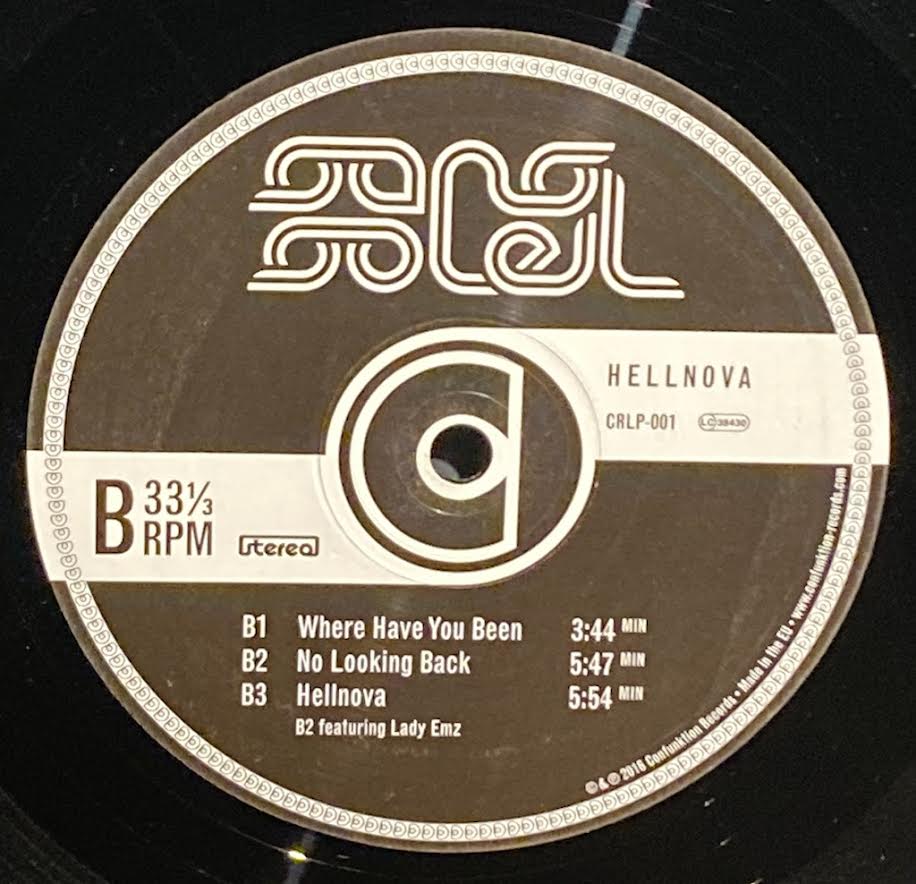 HELLNOVA
CRLP-001 LC 38430
B 33⅓
RPM stereo
B1 Where Have You Been 3:44 MIN
B2 No Looking Back 5:47 MIN
B3 Hellnova 5:54 MIN
B2 featuring Lady Emz
℗ & © 2018 Confunktion Records • Made in the EU • www.confunktion-records.com